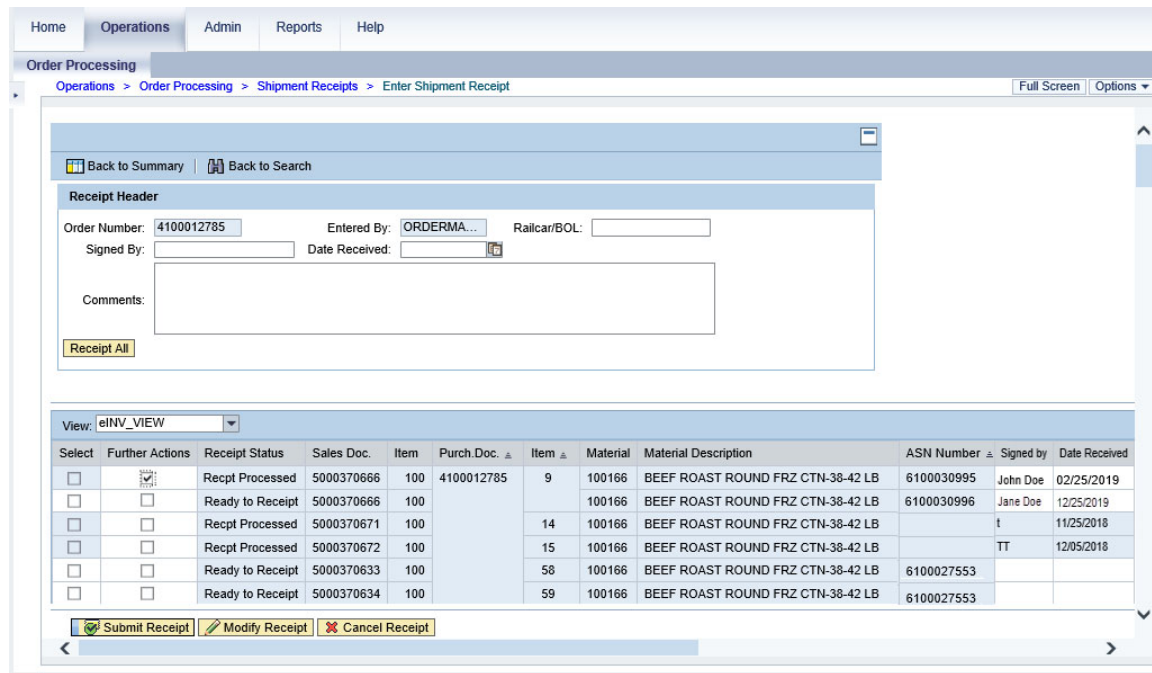 Home Operations Admin Reports Help
Order Processing
Operations > Order Processing > Shipment Receipts > Enter Shipment Receipt Full Screen Options
Back to Summary Back to Search
Receipt Header
Order Number: 4100012785 Entered By: ORDERMA... Railcar/BOL:
Signed By: Date Received:
Comments:
Receipt All
View: eINV_VIEW
Select Further Actions Receipt Status Sales Doc. Item Purch.Doc. Item Material Material Description ASN Number Signed by Date Received
Recpt Processed 5000370666 100 4100012785 9 100166 BEEF ROAST ROUND FRZ CTN-38-42 LB 6100030995 John Doe 02/25/2019
Ready to Receipt 5000370666 100 100166 BEEF ROAST ROUND FRZ CTN-38-42 LB 6100030996 Jane Doe 12/25/2019
Recpt Processed 5000370671 100 14 100166 BEEF ROAST ROUND FRZ CTN-38-42 LB t 11/25/2018
Recpt Processed 5000370672 100 15 100166 BEEF ROAST ROUND FRZ CTN-38-42 LB TT 12/05/2018
Ready to Receipt 5000370633 100 58 100166 BEEF ROAST ROUND FRZ CTN-38-42 LB 6100027553
Ready to Receipt 5000370634 100 59 100166 BEEF ROAST ROUND FRZ CTN-38-42 LB 6100027553
Submit Receipt Modify Receipt Cancel Receipt